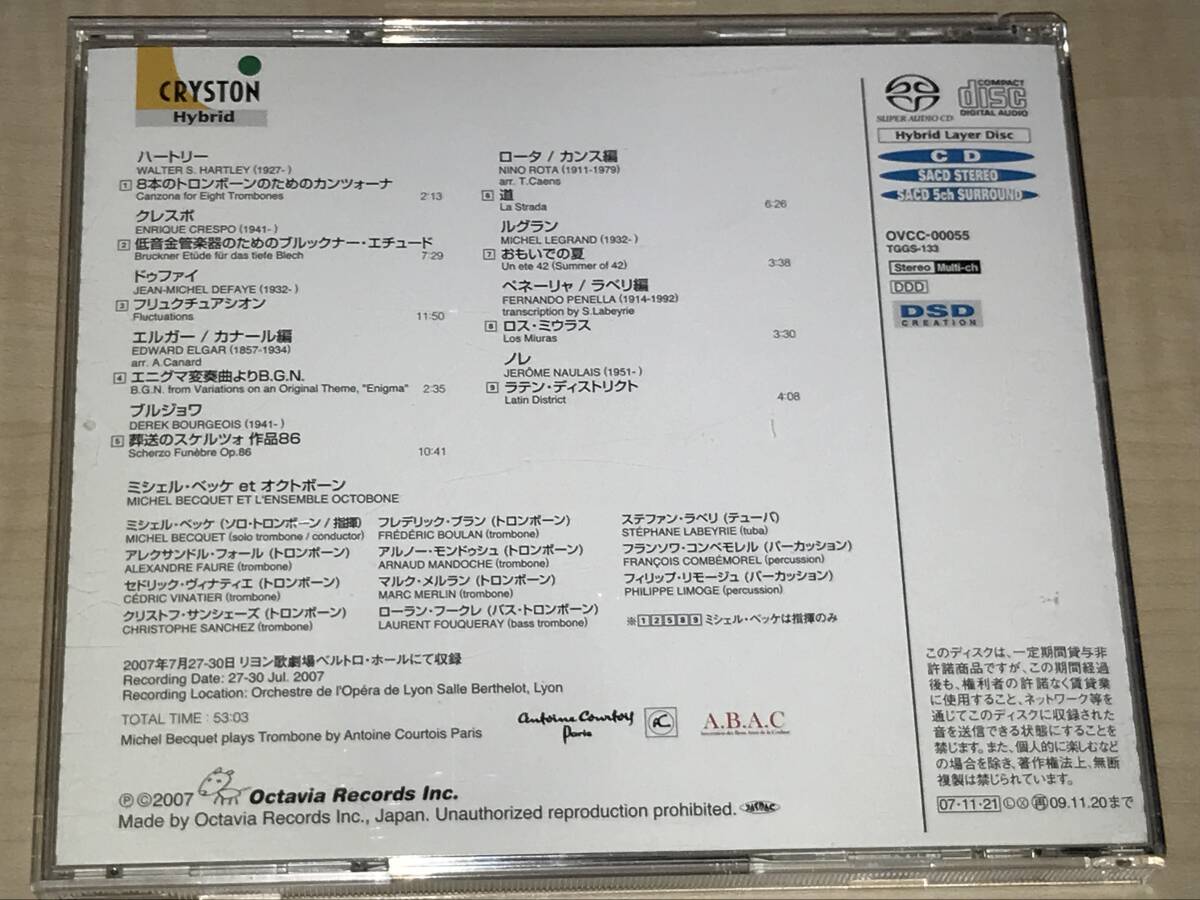 CRYSTON
Hybrid
ハートリー
WALTER S. HARTLEY (1927- )
1 8本のトロンボーンのためのカンツォーナ
Canzona for Eight Trombones 2:13
クレスポ
ENRIQUE CRESPO (1941- )
2 低音金管楽器のためのブルックナー・エチュード
Bruckner Etüde für das tiefe Blech 7:29
ドゥファイ
JEAN-MICHEL DEFAYE (1932- )
3 フリュクチュアシオン
Fluctuations 11:50
エルガー / カナール編
EDWARD ELGAR (1857-1934)
arr. A.Canard
4 エニグマ変奏曲よりB.G.N.
B.G.N. from Variations on an Original Theme, "Enigma" 2:35
ブルジョワ
DEREK BOURGEOIS (1941- )
5 葬送のスケルツォ 作品86
Scherzo Funèbre Op.86 10:41
ロータ / カンス編
NINO ROTA (1911-1979)
arr. T.Caens
6 道
La Strada 6:26
ルグラン
MICHEL LEGRAND (1932- )
7 おもいでの夏
Un ete 42 (Summer of 42) 3:38
ペネーリャ / ラベリ編
FERNANDO PENELLA (1914-1992)
transcription by S.Labeyrie
8 ロス・ミウラス
Los Miuras 3:30
ノレ
JERÔME NAULAIS (1951- )
9 ラテン・ディストリクト
Latin District 4:08
ミシェル・ベッケ et オクトボーン
MICHEL BECQUET ET L'ENSEMBLE OCTOBONE
ミシェル・ベッケ (ソロ・トロンボーン / 指揮)
MICHEL BECQUET (solo trombone / conductor)
アレクサンドル・フォール (トロンボーン)
ALEXANDRE FAURE (trombone)
セドリック・ヴィナティエ (トロンボーン)
CÉDRIC VINATIER (trombone)
クリストフ・サンシェーズ (トロンボーン)
CHRISTOPHE SANCHEZ (trombone)
フレデリック・ブラン (トロンボーン)
FRÉDÉRIC BOULAN (trombone)
アルノー・モンドゥシュ (トロンボーン)
ARNAUD MANDOCHE (trombone)
マルク・メルラン (トロンボーン)
MARC MERLIN (trombone)
ローラン・フークレ (バス・トロンボーン)
LAURENT FOUQUERAY (bass trombone)
ステファン・ラベリ (テューバ)
STÉPHANE LABEYRIE (tuba)
フランソワ・コンベモレル (パーカッション)
FRANÇOIS COMBÉMOREL (percussion)
フィリップ・リモージュ (パーカッション)
PHILIPPE LIMOGE (percussion)
※1 2 5 8 9 ミシェル・ベッケは指揮のみ
2007年7月27-30日 リヨン歌劇場ベルトロ・ホールにて収録
Recording Date: 27-30 Jul. 2007
Recording Location: Orchestre de l'Opéra de Lyon Salle Berthelot, Lyon
TOTAL TIME : 53:03
Michel Becquet plays Trombone by Antoine Courtois Paris
Antoine Courtois
Paris
AC
A.B.A.C
℗©2007 Octavia Records Inc.
Made by Octavia Records Inc., Japan. Unauthorized reproduction prohibited. JASRAC
SUPER AUDIO CD
COMPACT
disc
DIGITAL AUDIO
Hybrid Layer Disc
CD
SACD STEREO
SACD 5ch SURROUND
OVCC-00055
TGGS-133
Stereo Multi-ch
DDD
DSD
CREATION
このディスクは、一定期間貸与非
許諾商品ですが、この期間経過
後も、権利者の許諾なく賃貸業
に使用すること、ネットワーク等を
通じてこのディスクに収録された
音を送信できる状態にすることを
禁じます。また、個人的に楽しむなど
の場合を除き、著作権法上、無断
複製は禁じられています。
07・11・21 Ⓒ Ⓧ 再 09.11.20まで